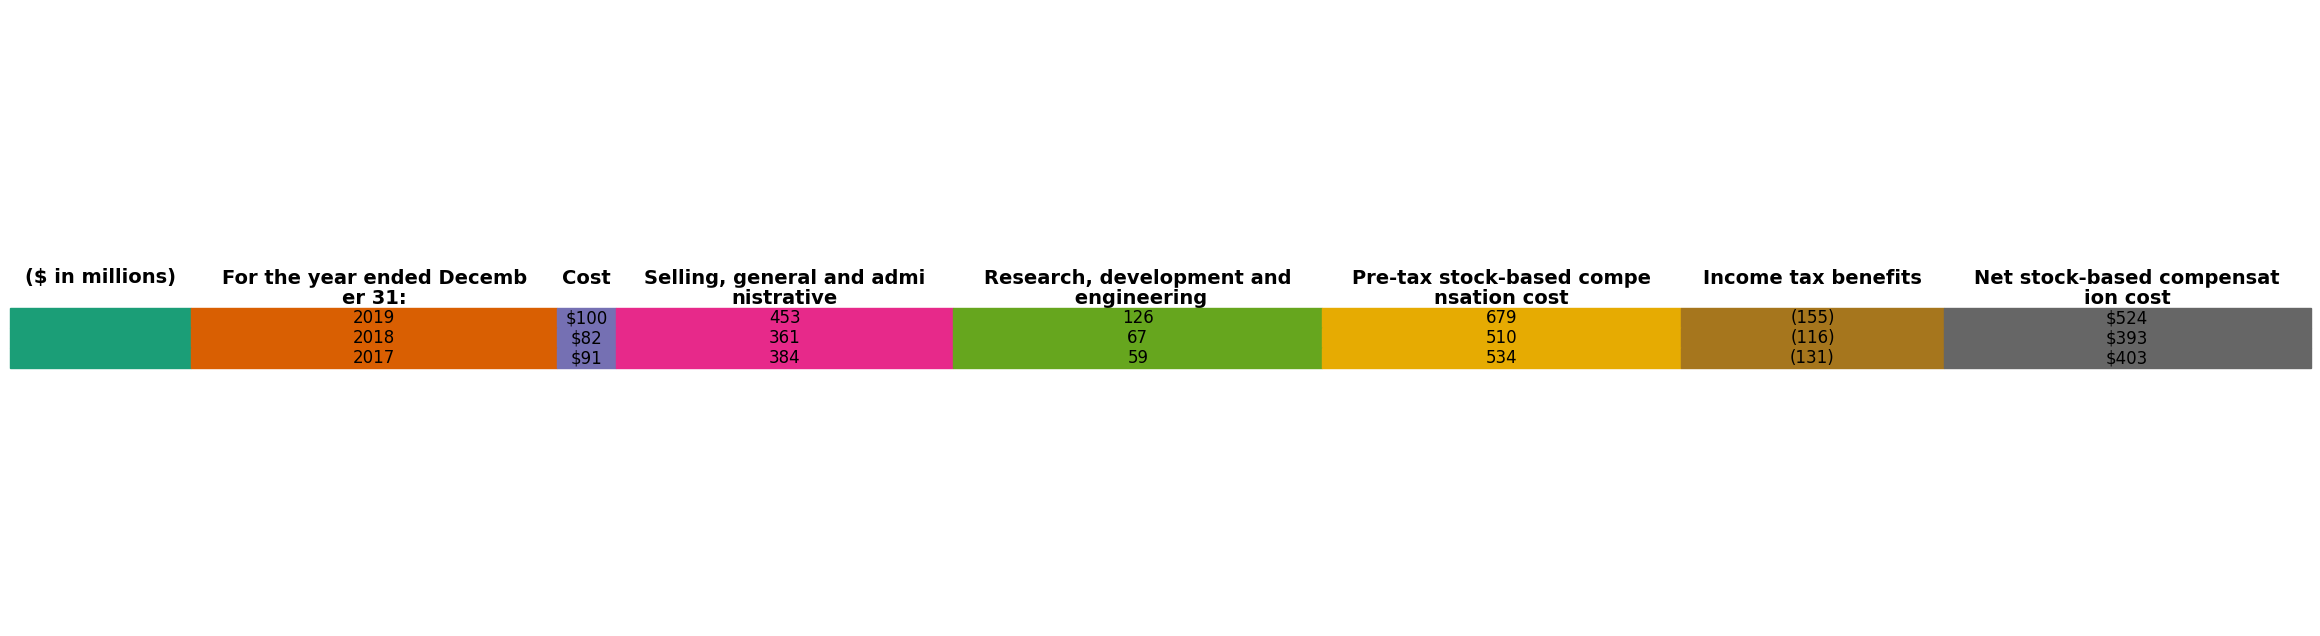 ($ in millions) For the year ended Decemb Cost Selling, general and admi Research, development and Pre-tax stock-based compe Income tax benefits Net stock-based compensat
er 31: nistrative engineering nsation cost ion cost
2019 $100 453 126 679 (155) $524
2018 $82 361 67 510 (116) $393
2017 $91 384 59 534 (131) $403